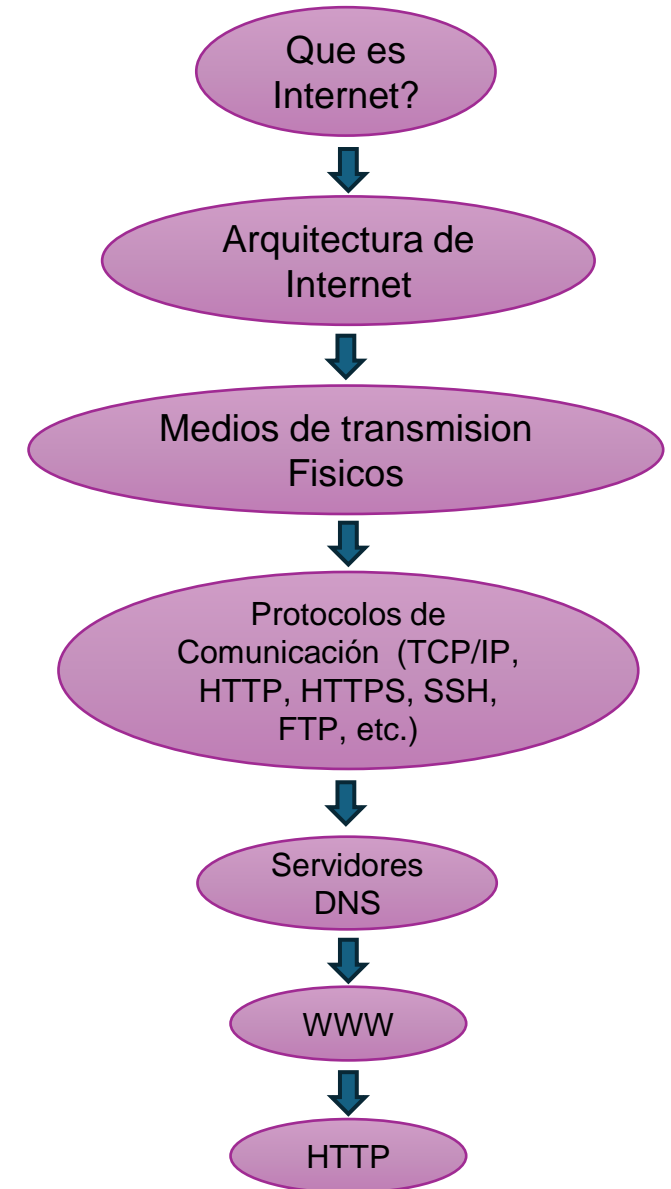 Que es
Internet?
Arquitectura de
Internet
Medios de transmision
Fisicos
Protocolos de
Comunicación (TCP/IP,
HTTP, HTTPS, SSH,
FTP, etc.)
Servidores
DNS
WWW
HTTP